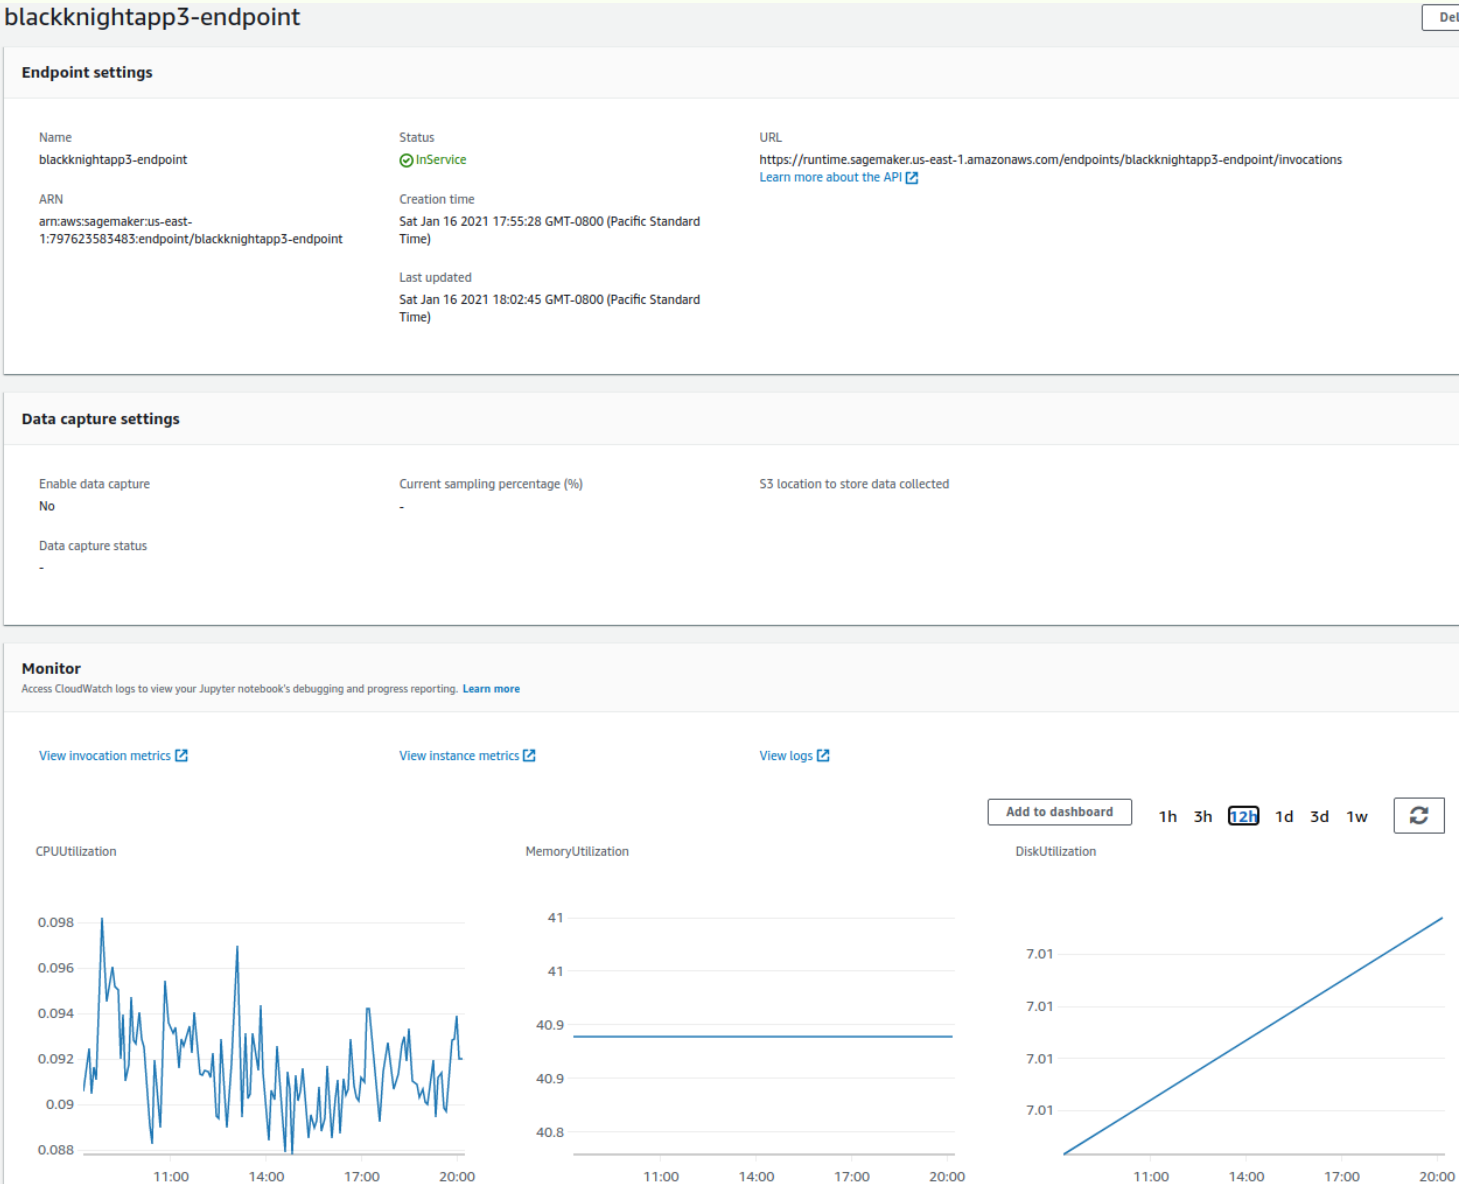 blackknightapp3-endpoint
Del
Endpoint settings
Name
blackknightapp3-endpoint
ARN
arn:aws:sagemaker:us-east-
1:797623583483:endpoint/blackknightapp3-endpoint
Status
InService
Creation time
Sat Jan 16 2021 17:55:28 GMT-0800 (Pacific Standard
Time)
Last updated
Sat Jan 16 2021 18:02:45 GMT-0800 (Pacific Standard
Time)
URL
https://runtime.sagemaker.us-east-1.amazonaws.com/endpoints/blackknightapp3-endpoint/invocations
Learn more about the API
Data capture settings
Enable data capture
No
Data capture status
-
Current sampling percentage (%)
-
S3 location to store data collected
Monitor
Access CloudWatch logs to view your Jupyter notebook's debugging and progress reporting. Learn more
View invocation metrics
View instance metrics
View logs
Add to dashboard
1h 3h 12h 1d 3d 1w
CPUUtilization
0.098
0.096
0.094
0.092
0.09
0.088
11:00 14:00 17:00 20:00
MemoryUtilization
41
41
40.9
40.9
40.8
11:00 14:00 17:00 20:00
DiskUtilization
7.01
7.01
7.01
7.01
11:00 14:00 17:00 20:00